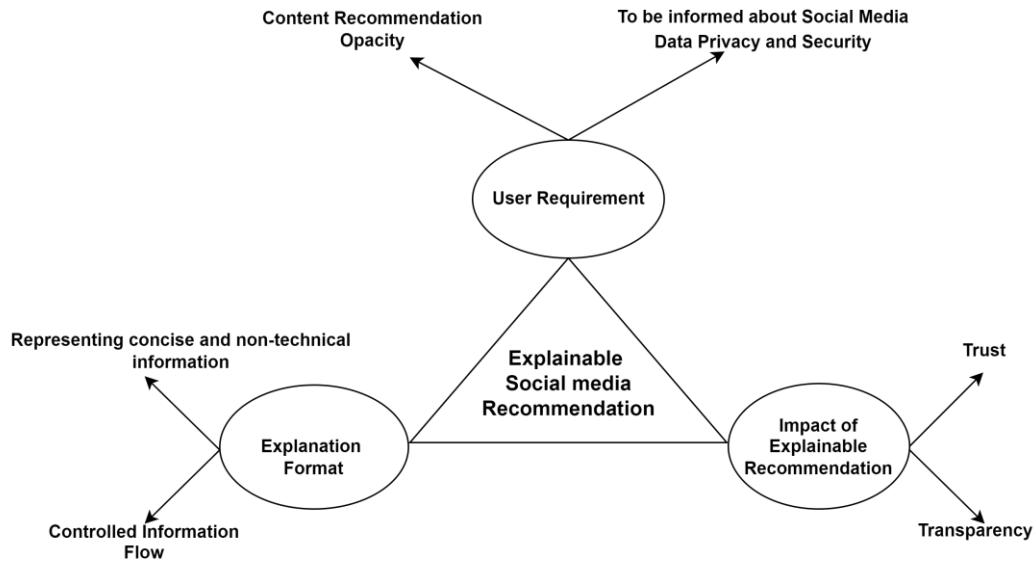 Content Recommendation
Opacity
To be informed about Social Media
Data Privacy and Security
User Requirement
Representing concise and non-technical
information
Explainable
Social media
Recommendation
Trust
Explanation
Format
Impact of
Explainable
Recommendation
Controlled Information
Flow
Transparency